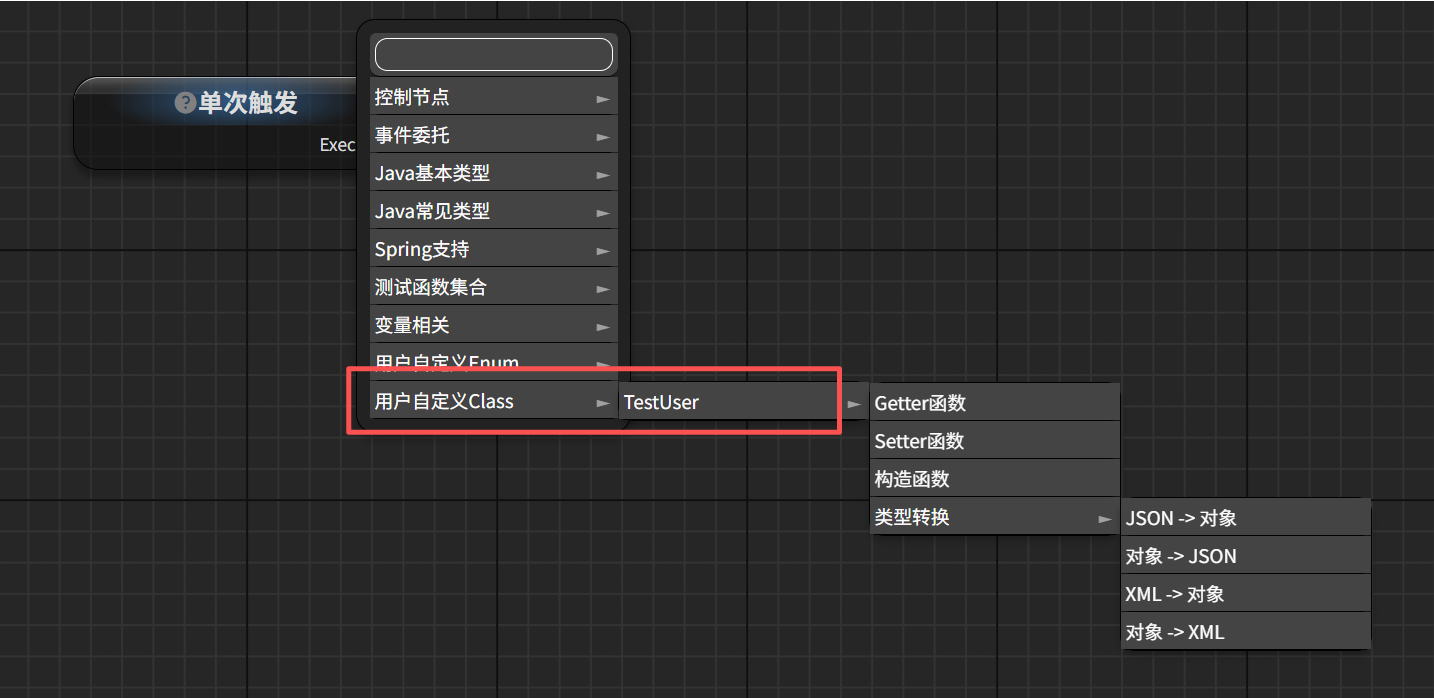 单次触发
Exec
控制节点
事件委托
Java基本类型
Java常见类型
Spring支持
测试函数集合
变量相关
用户自定义Enum
用户自定义Class
TestUser
Getter函数
Setter函数
构造函数
类型转换
JSON -> 对象
对象 -> JSON
XML -> 对象
对象 -> XML